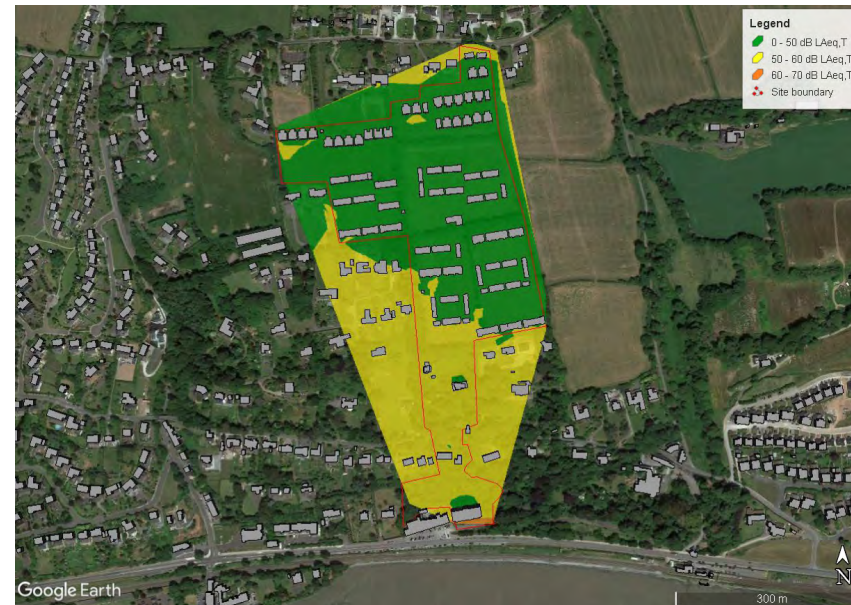 Legend
0 - 50 dB LAeq,T
50 - 60 dB LAeq,T
60 - 70 dB LAeq,T
Site boundary
N
Google Earth
300 m